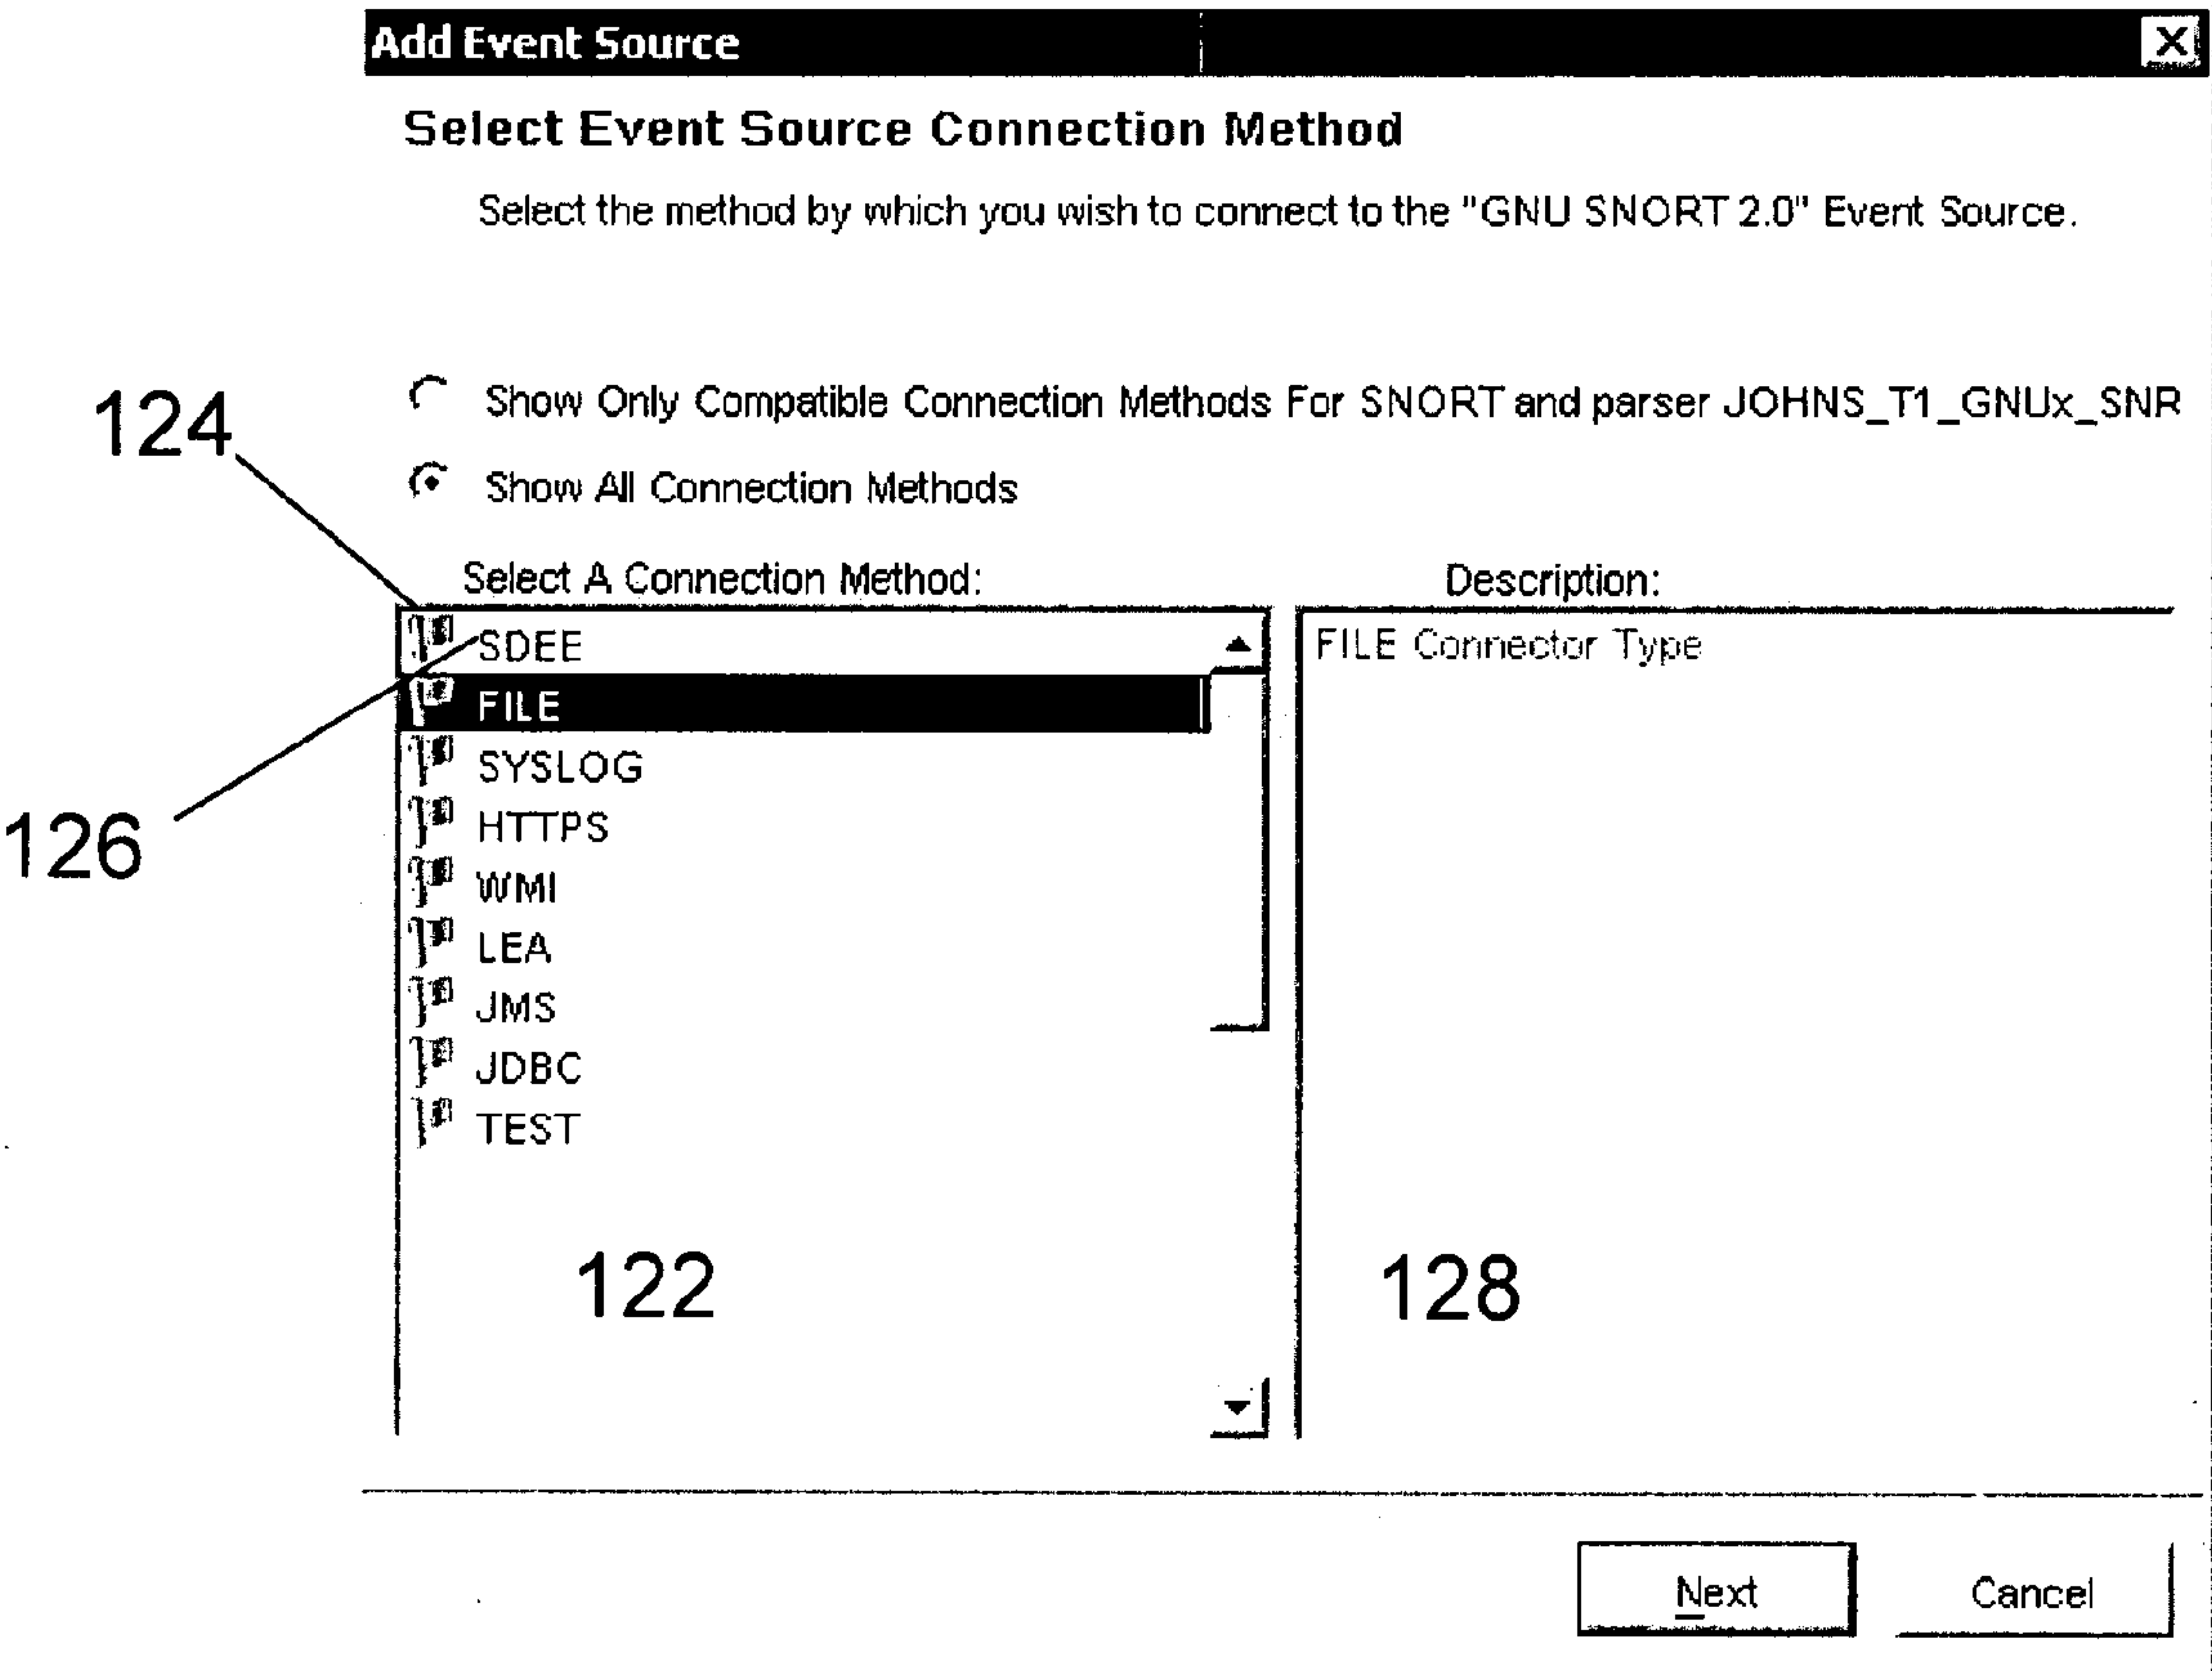 Add Event Source
Select Event Source Connection Method
Select the method by which you wish to connect to the "GNU SNORT 2.0" Event Source.
124
Show Only Compatible Connection Methods For SNORT and parser JOHNS_T1_GNUx_SNR
Show All Connection Methods
Select A Connection Method:
Description:
SDEE
FILE Connector Type
FILE
SYSLOG
HTTPS
126
WMI
LEA
JMS
JDBC
TEST
122
128
Next
Cancel